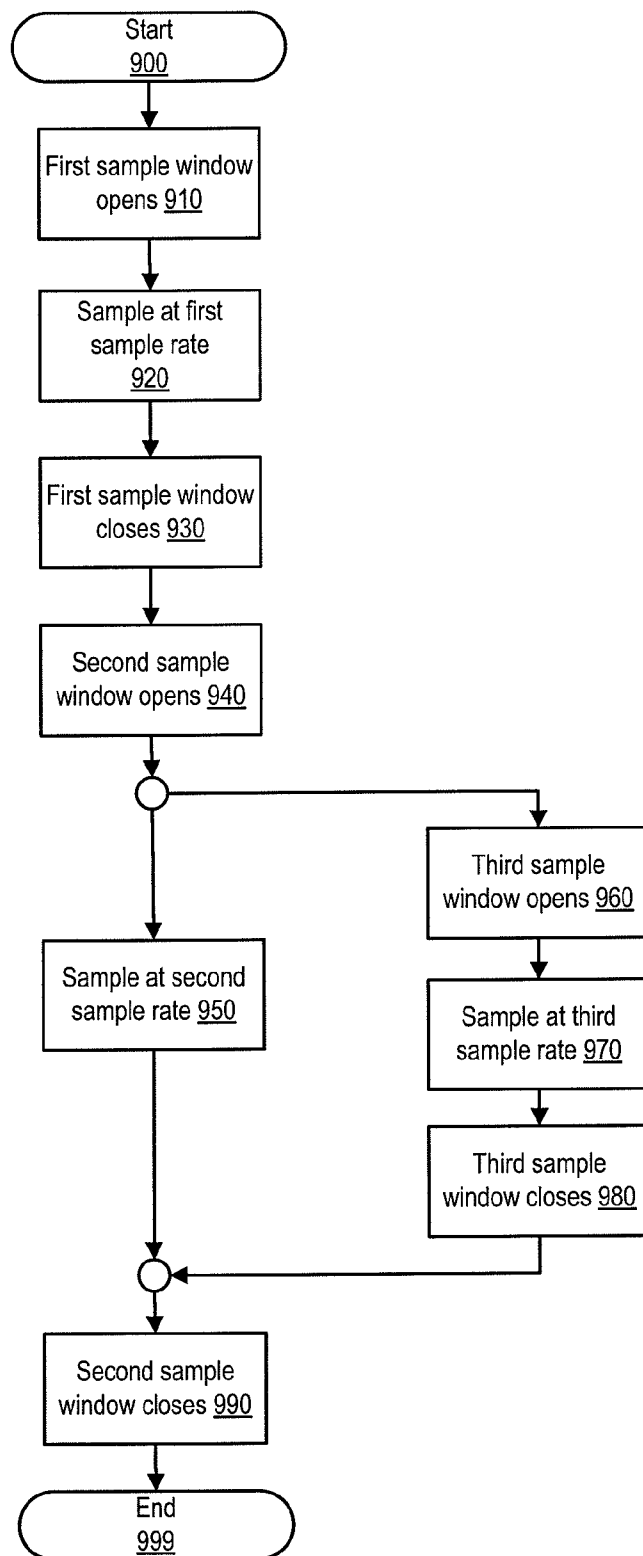 Start
900
First sample window
opens 910
Sample at first
sample rate
920
First sample window
closes 930
Second sample
window opens 940
Third sample
window opens 960
Sample at second
sample rate 950
Sample at third
sample rate 970
Third sample
window closes 980
Second sample
window closes 990
End
999